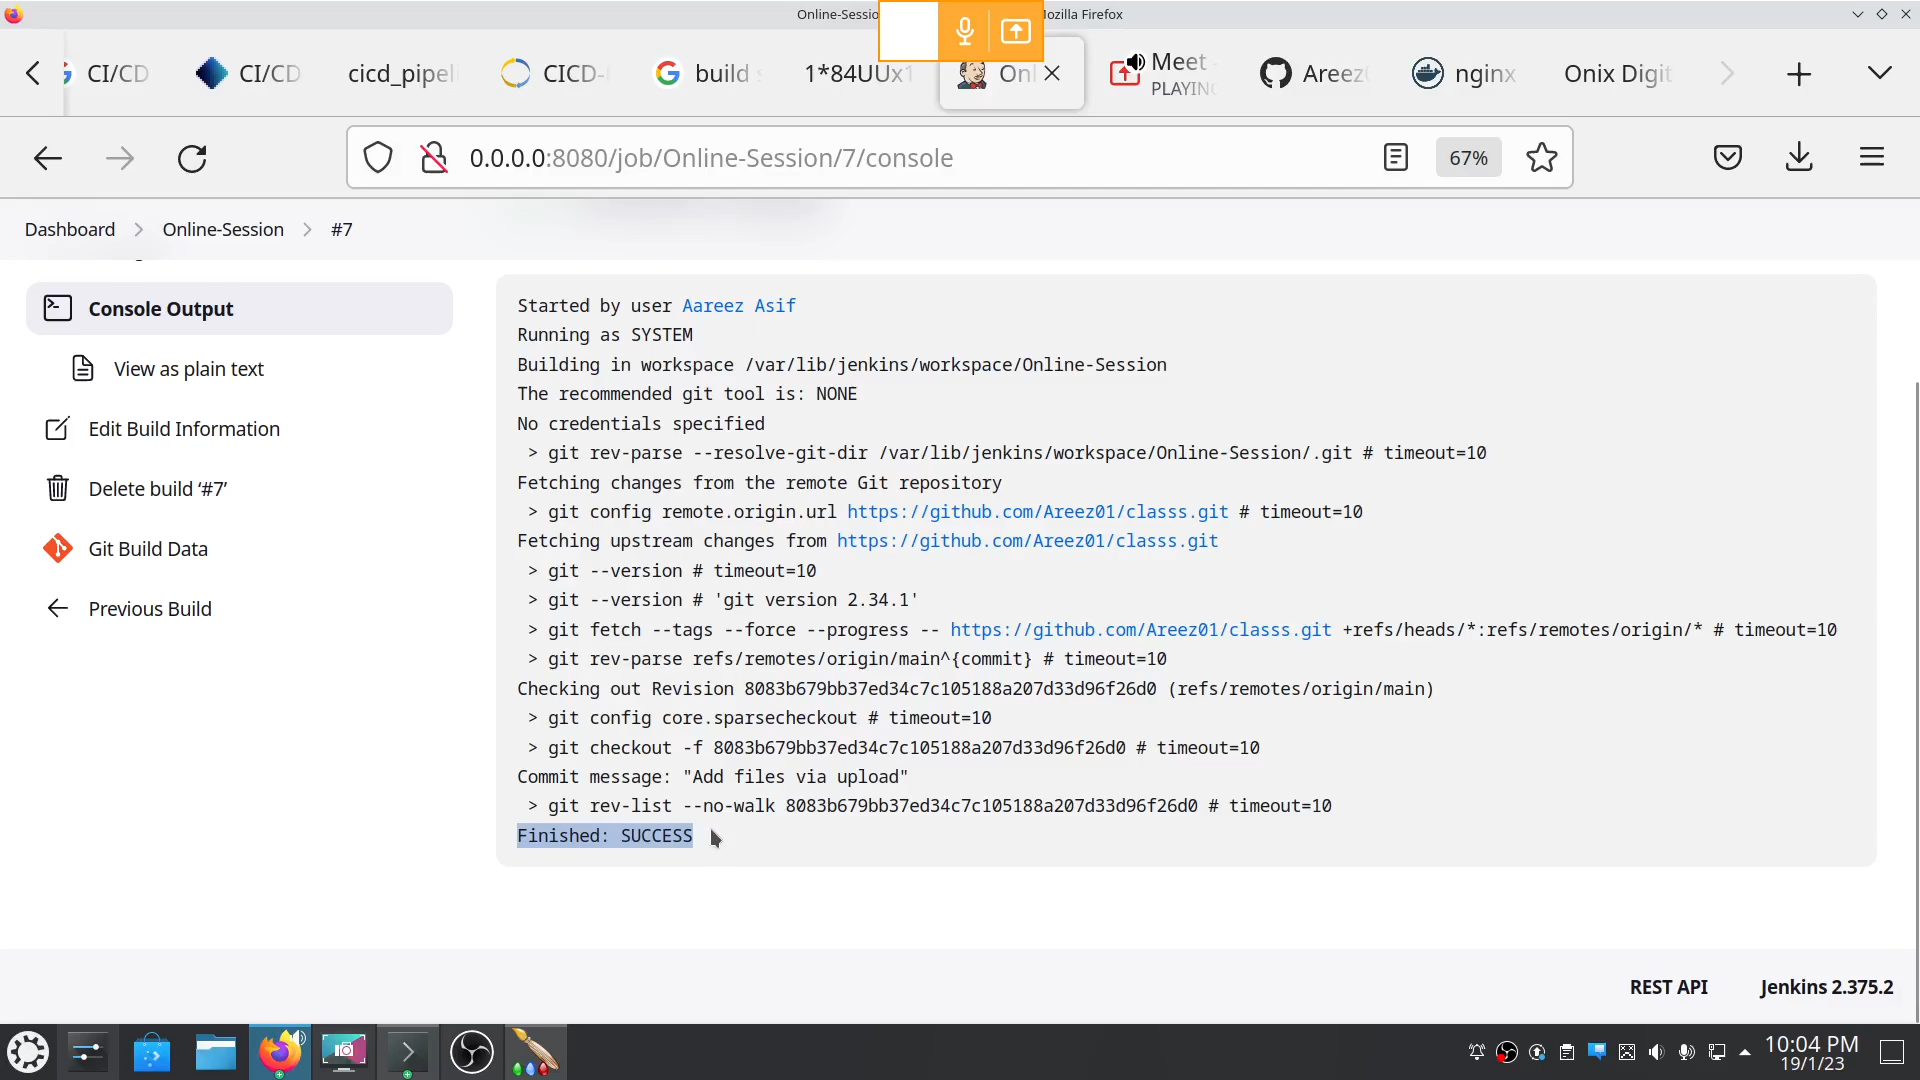 Online-Sessio
Mozilla Firefox
CI/CD
CI/CD
cicd_pipel
CICD-
build s
1*84UUx1
Onl
Meet
PLAYING
Areez
nginx
Onix Digit
0.0.0.0:8080/job/Online-Session/7/console
67%
Dashboard
Online-Session
#7
Console Output
View as plain text
Edit Build Information
Delete build ‘#7’
Git Build Data
Previous Build
Started by user Aareez Asif
Running as SYSTEM
Building in workspace /var/lib/jenkins/workspace/Online-Session
The recommended git tool is: NONE
No credentials specified
> git rev-parse --resolve-git-dir /var/lib/jenkins/workspace/Online-Session/.git # timeout=10
Fetching changes from the remote Git repository
> git config remote.origin.url https://github.com/Areez01/classs.git # timeout=10
Fetching upstream changes from https://github.com/Areez01/classs.git
> git --version # timeout=10
> git --version # 'git version 2.34.1'
> git fetch --tags --force --progress -- https://github.com/Areez01/classs.git +refs/heads/*:refs/remotes/origin/* # timeout=10
> git rev-parse refs/remotes/origin/main^{commit} # timeout=10
Checking out Revision 8083b679bb37ed34c7c105188a207d33d96f26d0 (refs/remotes/origin/main)
> git config core.sparsecheckout # timeout=10
> git checkout -f 8083b679bb37ed34c7c105188a207d33d96f26d0 # timeout=10
Commit message: "Add files via upload"
> git rev-list --no-walk 8083b679bb37ed34c7c105188a207d33d96f26d0 # timeout=10
Finished: SUCCESS
REST API
Jenkins 2.375.2
10:04 PM
19/1/23